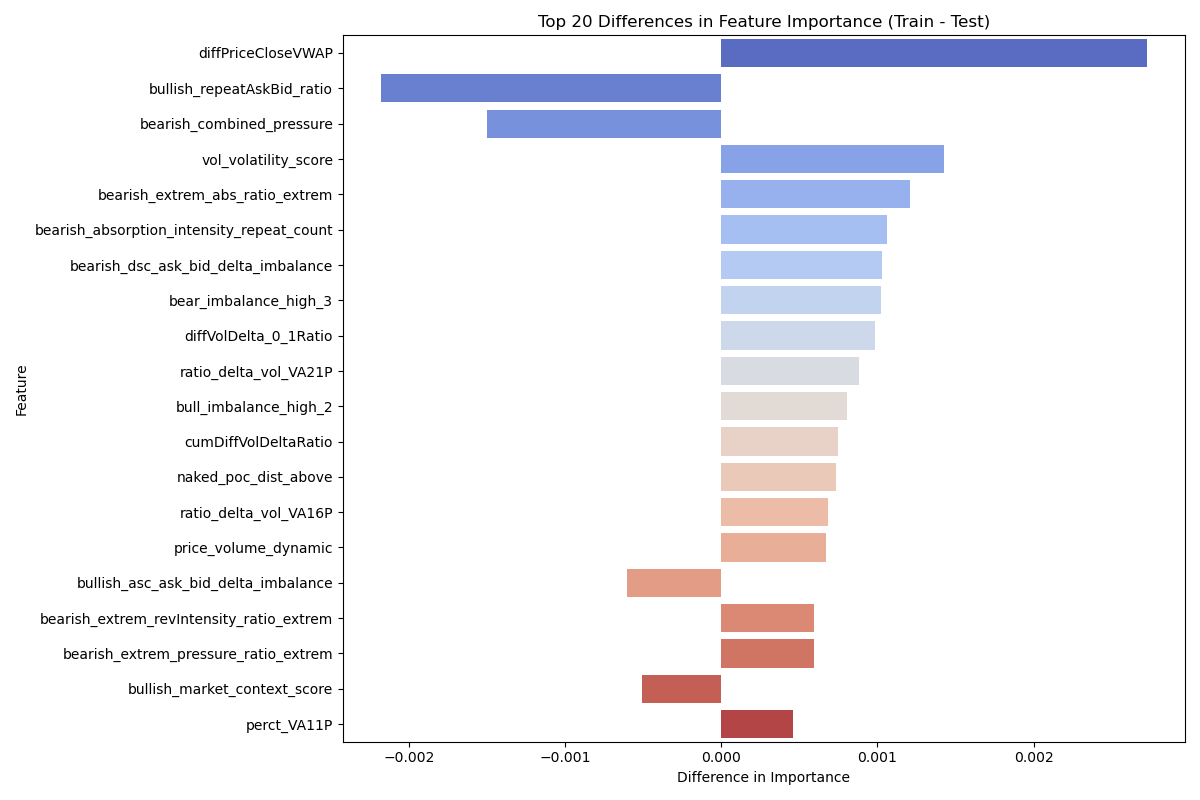 Top 20 Differences in Feature Importance (Train - Test)
diffPriceCloseVWAP
bullish_repeatAskBid_ratio
bearish_combined_pressure
vol_volatility_score
bearish_extrem_abs_ratio_extrem
bearish_absorption_intensity_repeat_count
bearish_dsc_ask_bid_delta_imbalance
bear_imbalance_high_3
diffVolDelta_0_1Ratio
ratio_delta_vol_VA21P
bull_imbalance_high_2
cumDiffVolDeltaRatio
naked_poc_dist_above
ratio_delta_vol_VA16P
price_volume_dynamic
bullish_asc_ask_bid_delta_imbalance
bearish_extrem_revIntensity_ratio_extrem
bearish_extrem_pressure_ratio_extrem
bullish_market_context_score
perct_VA11P
Feature
−0.002 −0.001 0.000 0.001 0.002
Difference in Importance